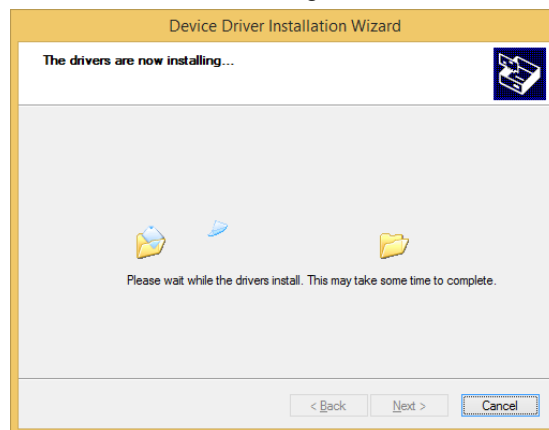 Device Driver Installation Wizard
The drivers are now installing...
Please wait while the drivers install. This may take some time to complete.
< Back Next > Cancel